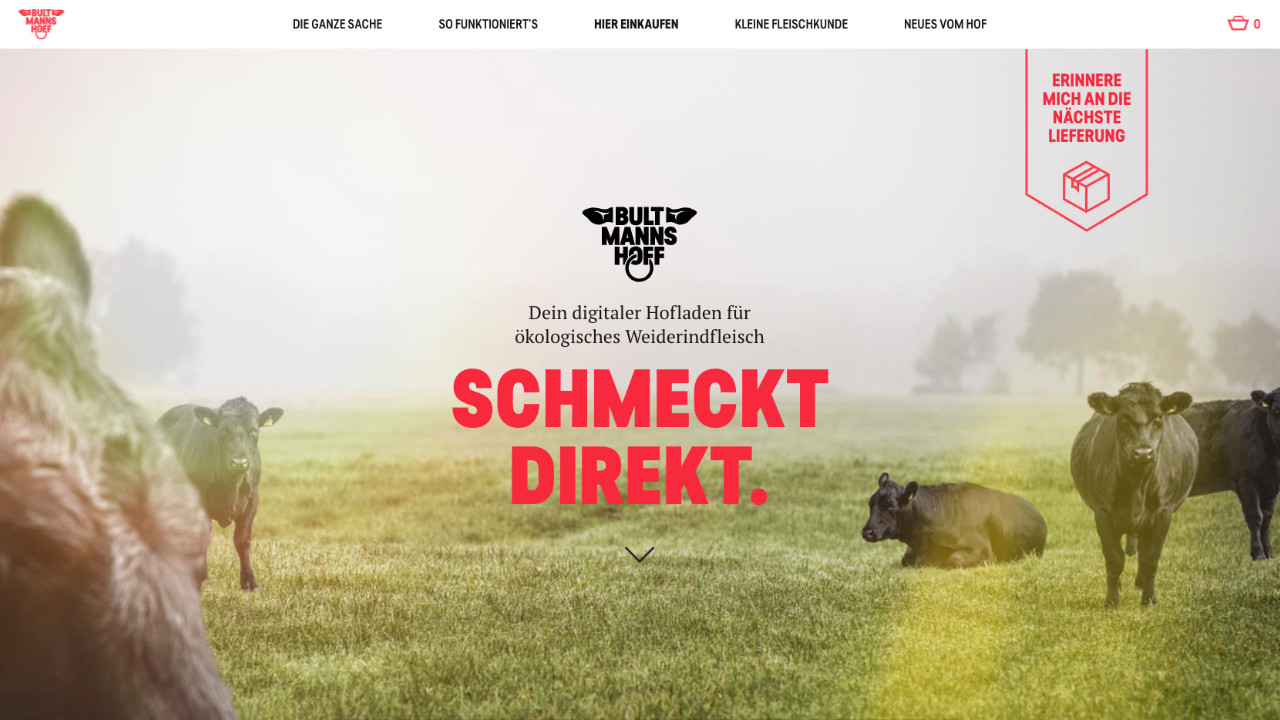 BULT
MANNS
HOFF
DIE GANZE SACHE
SO FUNKTIONIERT'S
HIER EINKAUFEN
KLEINE FLEISCHKUNDE
NEUES VOM HOF
0
ERINNERE
MICH AN DIE
NÄCHSTE
LIEFERUNG
BULT
MANNS
HOFF
Dein digitaler Hofladen für
ökologisches Weiderindfleisch
SCHMECKT
DIREKT.